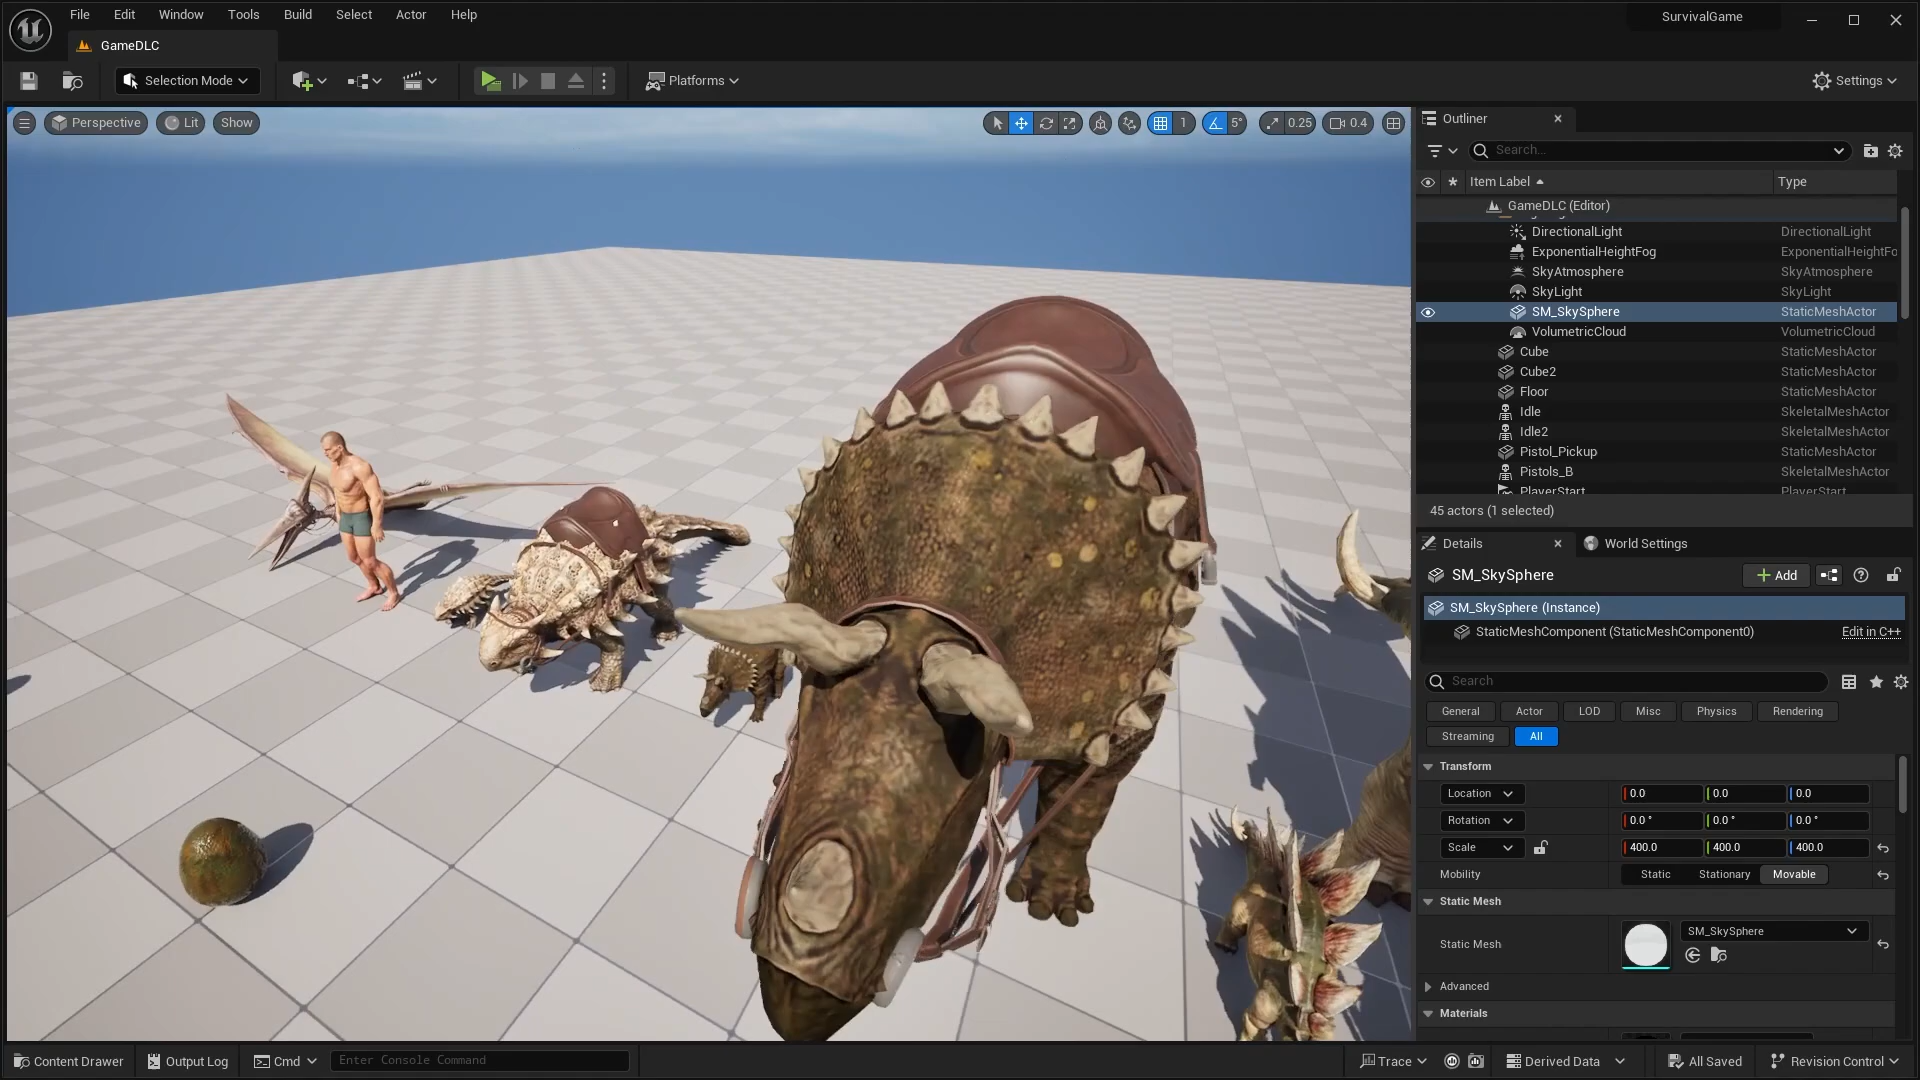 File Edit Window Tools Build Select Actor Help
SurvivalGame
GameDLC
Selection Mode
Platforms
Settings
Perspective Lit Show
1 5° 0.25 0.4
Outliner
Search...
Item Label Type
GameDLC (Editor)
DirectionalLight DirectionalLight
ExponentialHeightFog ExponentialHeightFo
SkyAtmosphere SkyAtmosphere
SkyLight SkyLight
SM_SkySphere StaticMeshActor
VolumetricCloud VolumetricCloud
Cube StaticMeshActor
Cube2 StaticMeshActor
Floor StaticMeshActor
Idle SkeletalMeshActor
Idle2 SkeletalMeshActor
Pistol_Pickup StaticMeshActor
Pistols_B SkeletalMeshActor
PlayerStart PlayerStart
45 actors (1 selected)
Details World Settings
SM_SkySphere Add
SM_SkySphere (Instance)
StaticMeshComponent (StaticMeshComponent0) Edit in C++
Search
General Actor LOD Misc Physics Rendering
Streaming All
Transform
Location 0.0 0.0 0.0
Rotation 0.0 ° 0.0 ° 0.0 °
Scale 400.0 400.0 400.0
Mobility Static Stationary Movable
Static Mesh
Static Mesh SM_SkySphere
Advanced
Materials
Content Drawer Output Log Cmd Enter Console Command
Trace Derived Data All Saved Revision Control